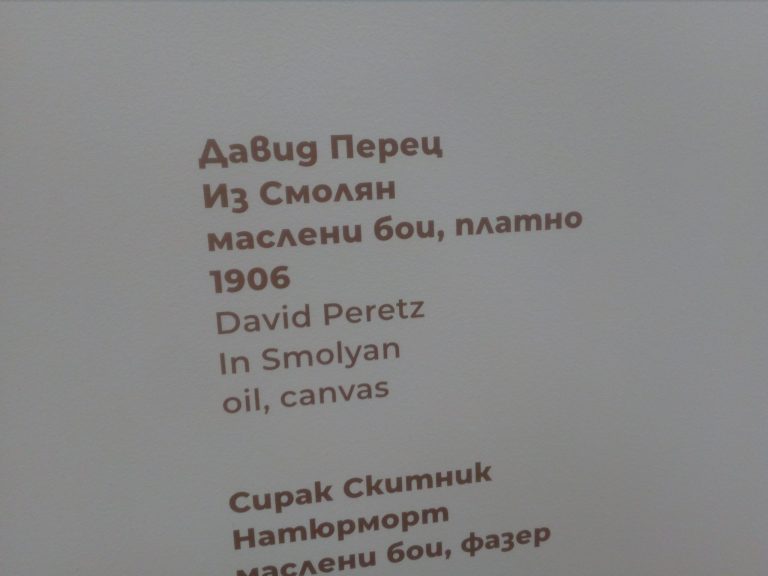 Давид Перец
Из Смолян
маслени бои, платно
1906
David Peretz
In Smolyan
oil, canvas
Сирак Скитник
Натюрморт
маслени бои, фазер